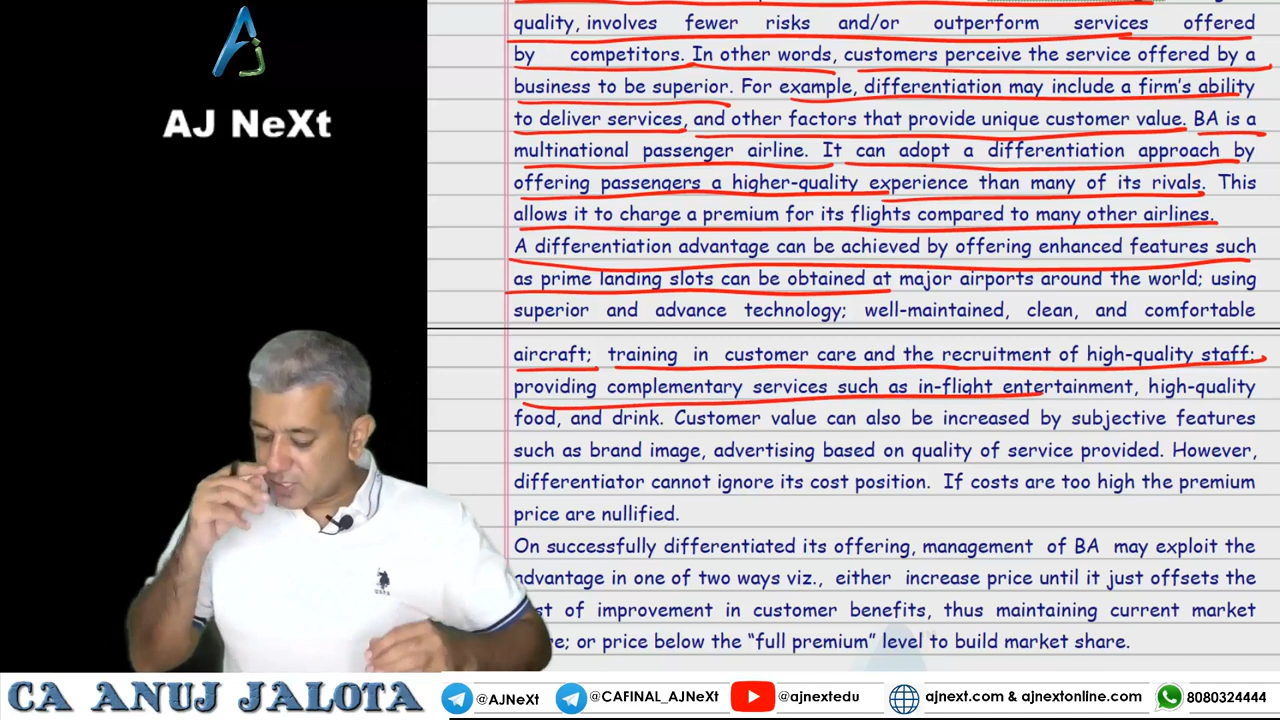 AJ NeXt
quality, involves fewer risks and/or outperform services offered
by competitors. In other words, customers perceive the service offered by a
business to be superior. For example, differentiation may include a firm's ability
to deliver services, and other factors that provide unique customer value. BA is a
multinational passenger airline. It can adopt a differentiation approach by
offering passengers a higher-quality experience than many of its rivals. This
allows it to charge a premium for its flights compared to many other airlines.
A differentiation advantage can be achieved by offering enhanced features such
as prime landing slots can be obtained at major airports around the world; using
superior and advance technology; well-maintained, clean, and comfortable
aircraft; training in customer care and the recruitment of high-quality staff;
providing complementary services such as in-flight entertainment, high-quality
food, and drink. Customer value can also be increased by subjective features
such as brand image, advertising based on quality of service provided. However,
differentiator cannot ignore its cost position. If costs are too high the premium
price are nullified.
On successfully differentiated its offering, management of BA may exploit the
advantage in one of two ways viz., either increase price until it just offsets the
of improvement in customer benefits, thus maintaining current market
or price below the "full premium" level to build market share.
CA ANUJ JALOTA @AJNeXt @CAFINAL_AJNeXt @ajnextedu ajnext.com & ajnextonline.com 8080324444